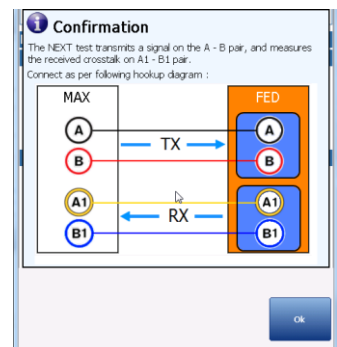 Confirmation
The NEXT test transmits a signal on the A - B pair, and measures
the received crosstalk on A1 - B1 pair.
Connect as per following hookup diagram :
MAX FED
A A
TX
B B
A1 A1
RX
B1 B1
Ok